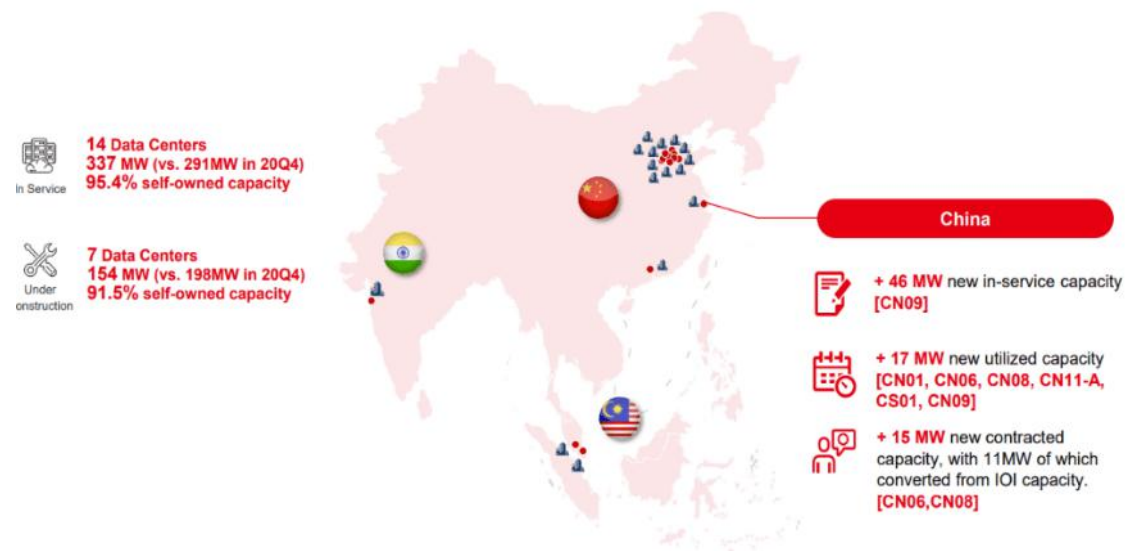 14 Data Centers
337 MW (vs. 291MW in 20Q4)
95.4% self-owned capacity
In Service
7 Data Centers
154 MW (vs. 198MW in 20Q4)
91.5% self-owned capacity
Under
onstruction
China
+ 46 MW new in-service capacity
[CN09]
+ 17 MW new utilized capacity
[CN01, CN06, CN08, CN11-A,
CS01, CN09]
+ 15 MW new contracted
capacity, with 11MW of which
converted from IOI capacity.
[CN06,CN08]